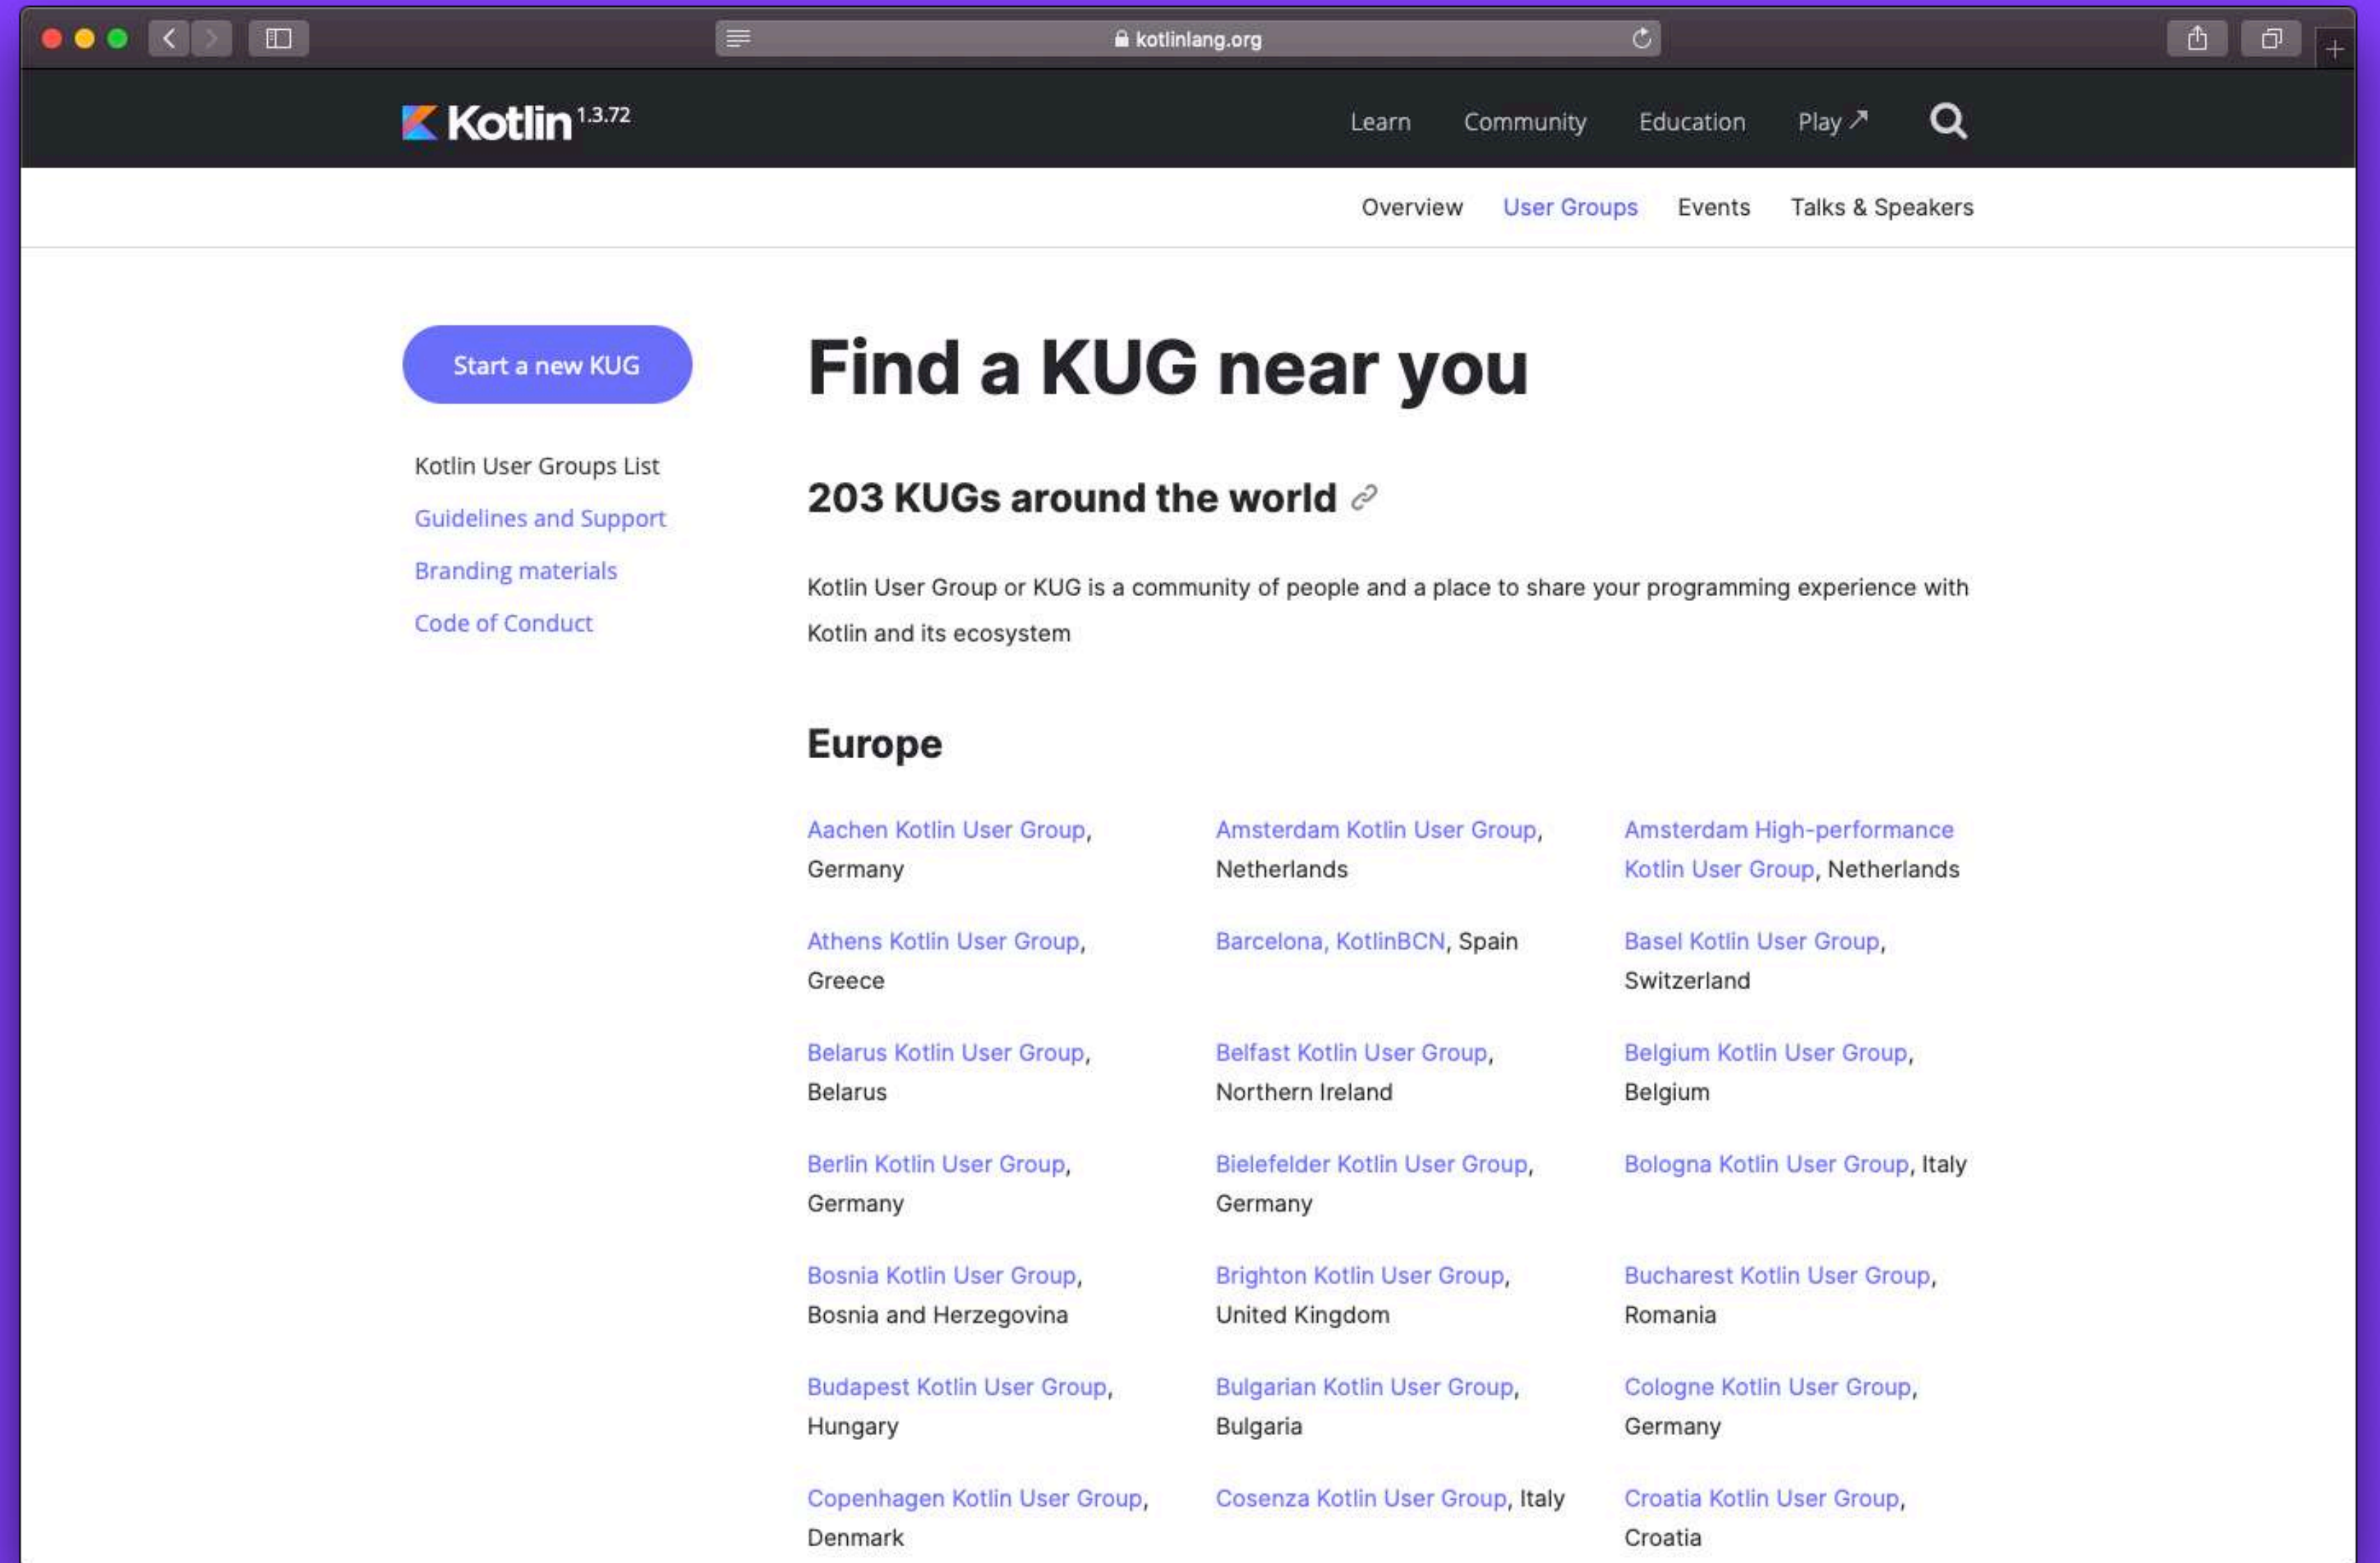 kotlinlang.org
Kotlin 1.3.72
Learn Community Education Play
Overview User Groups Events Talks & Speakers
Start a new KUG
Kotlin User Groups List
Guidelines and Support
Branding materials
Code of Conduct
Find a KUG near you
203 KUGs around the world
Kotlin User Group or KUG is a community of people and a place to share your programming experience with
Kotlin and its ecosystem
Europe
Aachen Kotlin User Group,
Germany
Amsterdam Kotlin User Group,
Netherlands
Amsterdam High-performance
Kotlin User Group, Netherlands
Athens Kotlin User Group,
Greece
Barcelona, KotlinBCN, Spain
Basel Kotlin User Group,
Switzerland
Belarus Kotlin User Group,
Belarus
Belfast Kotlin User Group,
Northern Ireland
Belgium Kotlin User Group,
Belgium
Berlin Kotlin User Group,
Germany
Bielefelder Kotlin User Group,
Germany
Bologna Kotlin User Group, Italy
Bosnia Kotlin User Group,
Bosnia and Herzegovina
Brighton Kotlin User Group,
United Kingdom
Bucharest Kotlin User Group,
Romania
Budapest Kotlin User Group,
Hungary
Bulgarian Kotlin User Group,
Bulgaria
Cologne Kotlin User Group,
Germany
Copenhagen Kotlin User Group,
Denmark
Cosenza Kotlin User Group, Italy
Croatia Kotlin User Group,
Croatia